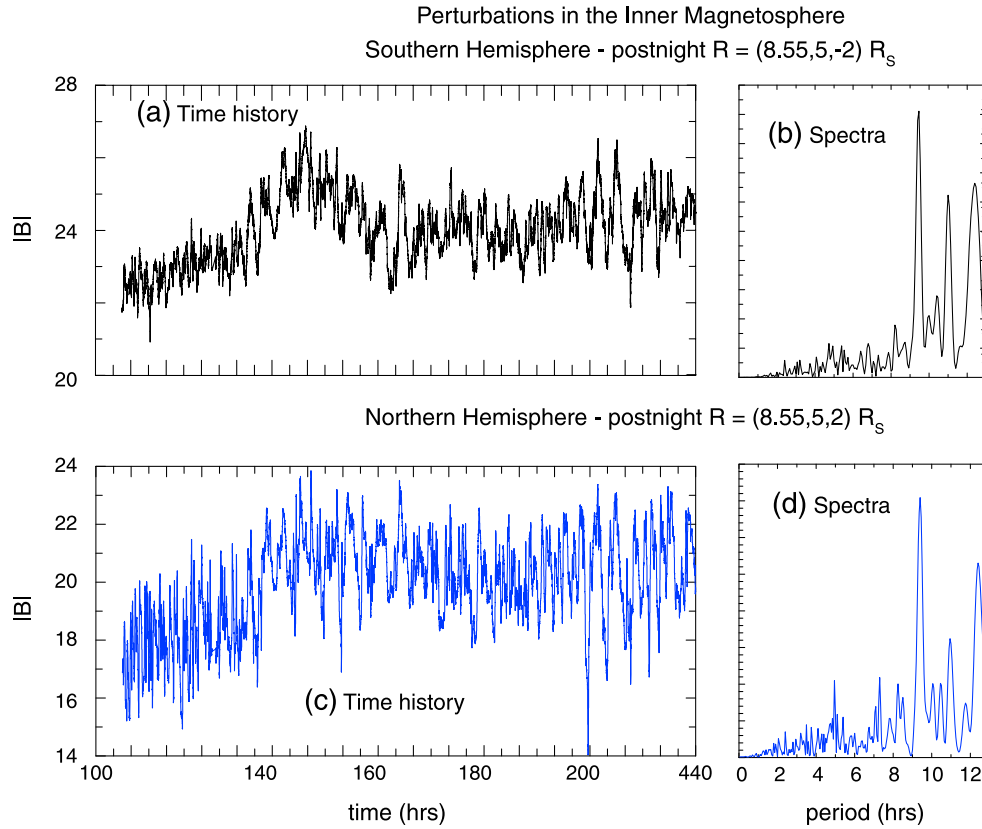 Perturbations in the Inner Magnetosphere
Southern Hemisphere - postnight R = (8.55,5,-2) R_S
28
24
20
|B|
(a) Time history
(b) Spectra
Northern Hemisphere - postnight R = (8.55,5,2) R_S
24
22
20
18
16
14
|B|
(c) Time history
(d) Spectra
100 140 160 180 200 440
0 2 4 6 8 10 12
time (hrs)
period (hrs)